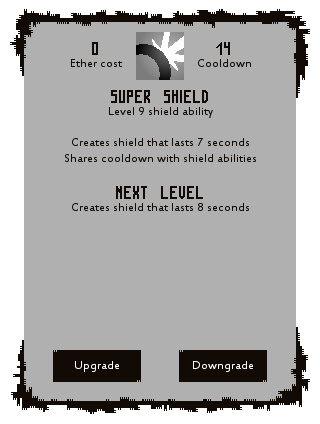 0
14
Ether cost
Cooldown
SUPER SHIELD
Level 9 shield ability
Creates shield that lasts 7 seconds
Shares cooldown with shield abilities
NEXT LEVEL
Creates shield that lasts 8 seconds
Upgrade
Downgrade